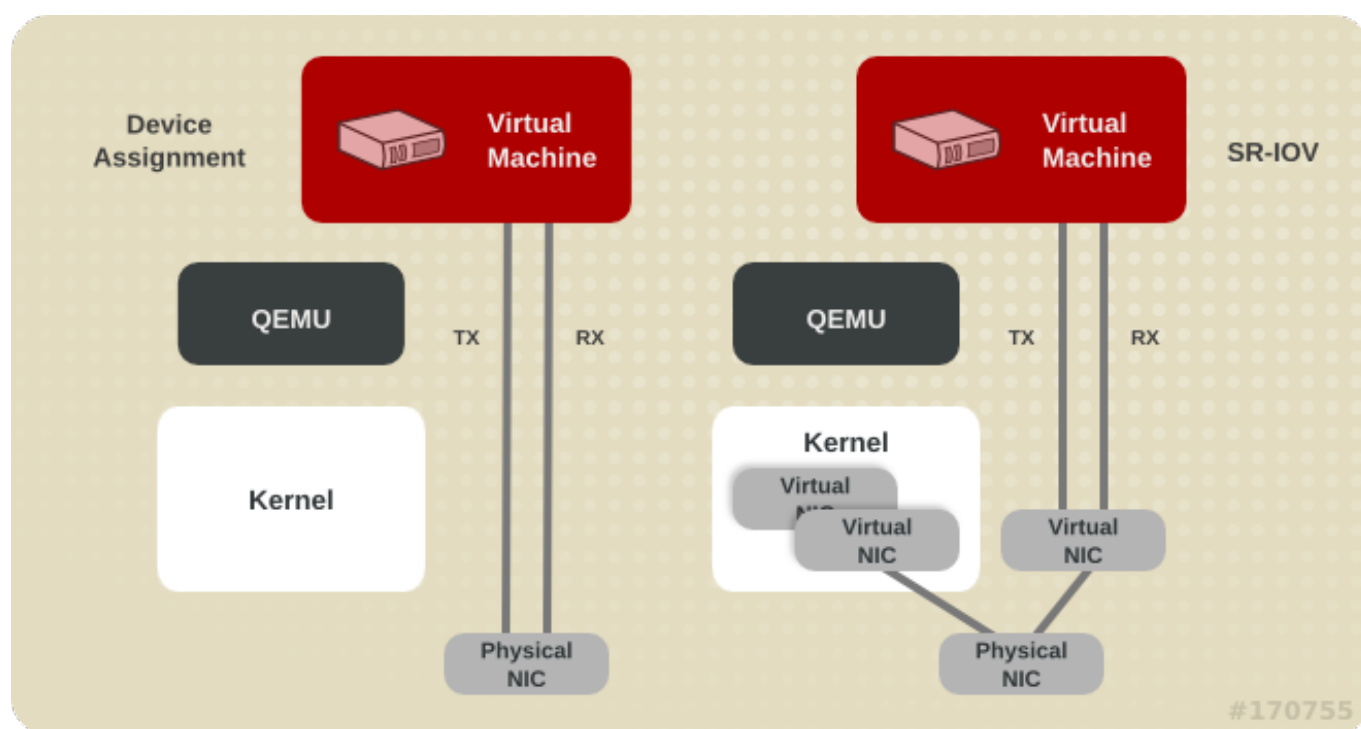 Device
Assignment
Virtual
Machine
QEMU
TX
RX
Kernel
Physical
NIC
Virtual
Machine
SR-IOV
QEMU
TX
RX
Kernel
Virtual
NIC
Virtual
NIC
Virtual
NIC
Physical
NIC
#170755